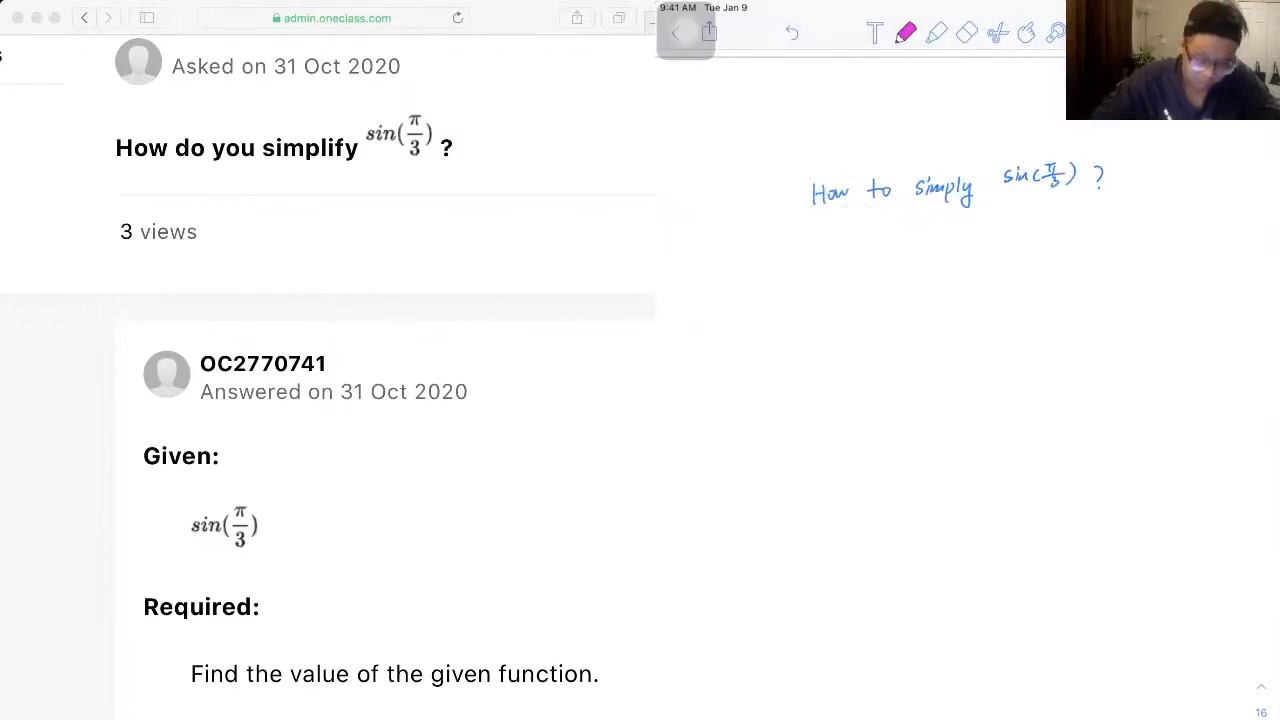 admin.oneclass.com
9:41 AM Tue Jan 9
Asked on 31 Oct 2020
How do you simplify sin(π/3) ?
How to simply sin(π/3) ?
3 views
OC2770741
Answered on 31 Oct 2020
Given:
sin(π/3)
Required:
Find the value of the given function.
16